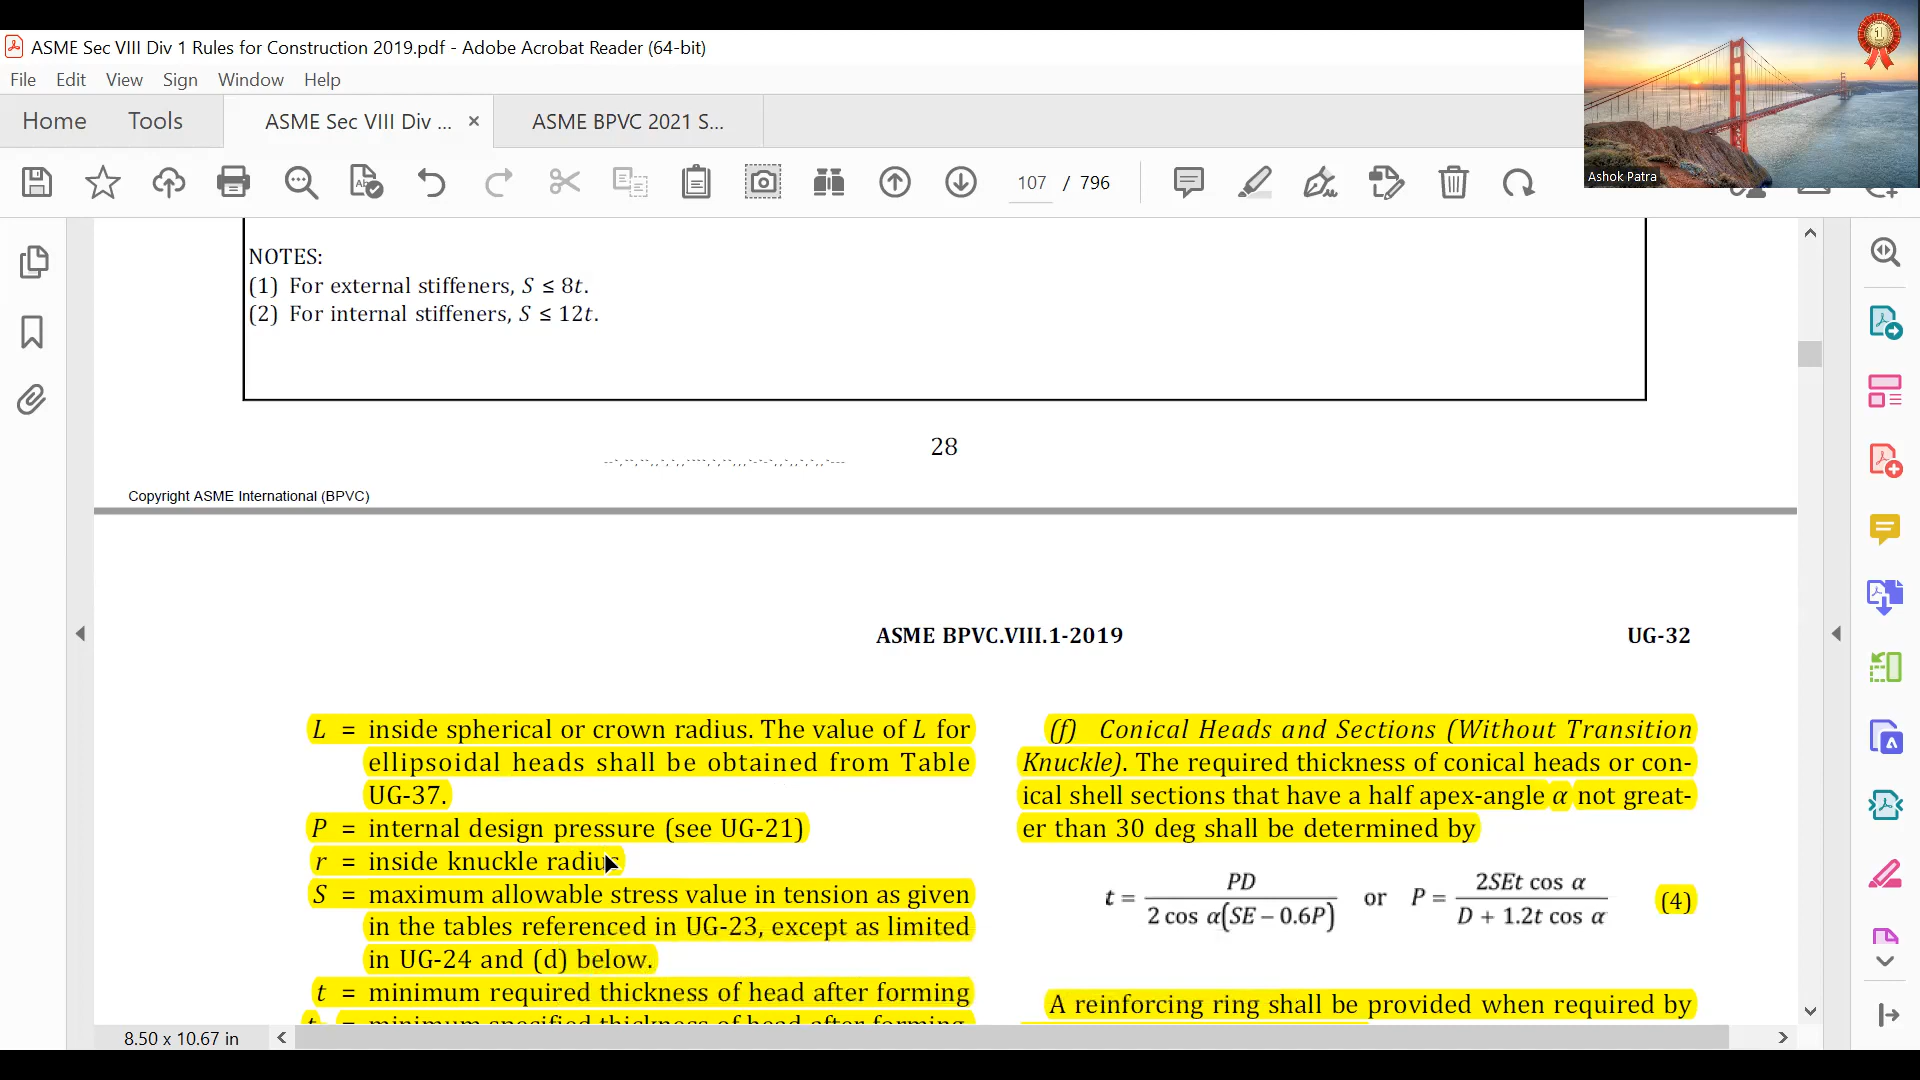 ASME Sec VIII Div 1 Rules for Construction 2019.pdf - Adobe Acrobat Reader (64-bit)
File Edit View Sign Window Help
Home Tools ASME Sec VIII Div ... × ASME BPVC 2021 S...
107 / 796
1
Ashok Patra
NOTES:
(1) For external stiffeners, S ≤ 8t.
(2) For internal stiffeners, S ≤ 12t.
28
Copyright ASME International (BPVC)
ASME BPVC.VIII.1-2019 UG-32
L = inside spherical or crown radius. The value of L for
ellipsoidal heads shall be obtained from Table
UG-37.
P = internal design pressure (see UG-21)
r = inside knuckle radius
S = maximum allowable stress value in tension as given
in the tables referenced in UG-23, except as limited
in UG-24 and (d) below.
t = minimum required thickness of head after forming
= minimum specified thickness of head after forming,
(f) Conical Heads and Sections (Without Transition
Knuckle). The required thickness of conical heads or con-
ical shell sections that have a half apex-angle α not great-
er than 30 deg shall be determined by
t = PD / 2 cos α(SE − 0.6P) or P = 2SEt cos α / D + 1.2t cos α (4)
A reinforcing ring shall be provided when required by
8.50 x 10.67 in